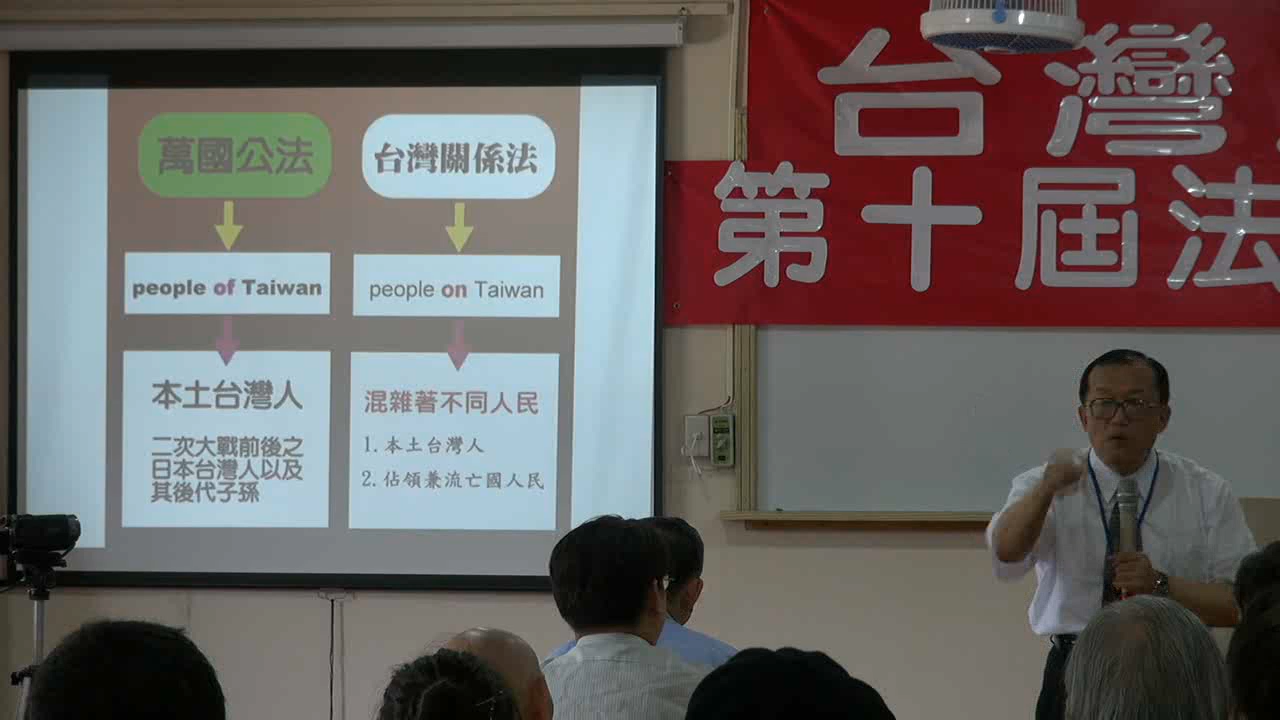 萬國公法
people of Taiwan
本土台灣人
二次大戰前後之
日本台灣人以及
其後代子孫
台灣關係法
people on Taiwan
混雜著不同人民
1. 本土台灣人
2. 佔領兼流亡國人民
台灣
第十屆法